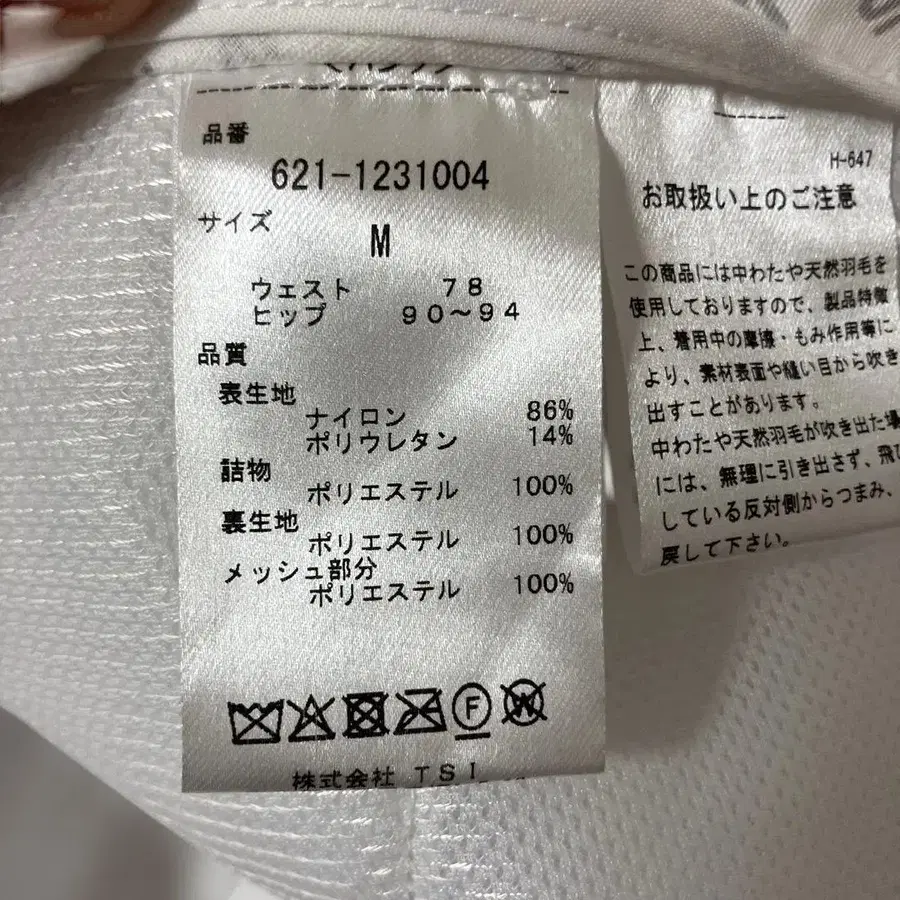 品番
621-1231004
サイズ
M
ウェスト 78
ヒップ 90～94
品質
表生地
ナイロン 86%
ポリウレタン 14%
詰物
ポリエステル 100%
裏生地
ポリエステル 100%
メッシュ部分
ポリエステル 100%
F
W
株式会社 TSI
H-647
お取扱い上のご注意
この商品には中わたや天然羽毛を
使用しておりますので、製品特徴
上、着用中の摩擦・もみ作用等に
より、素材表面や縫い目から吹き
出すことがあります。
中わたや天然羽毛が吹き出た場
には、無理に引き出さず、飛び
している反対側からつまみ、
戻して下さい。